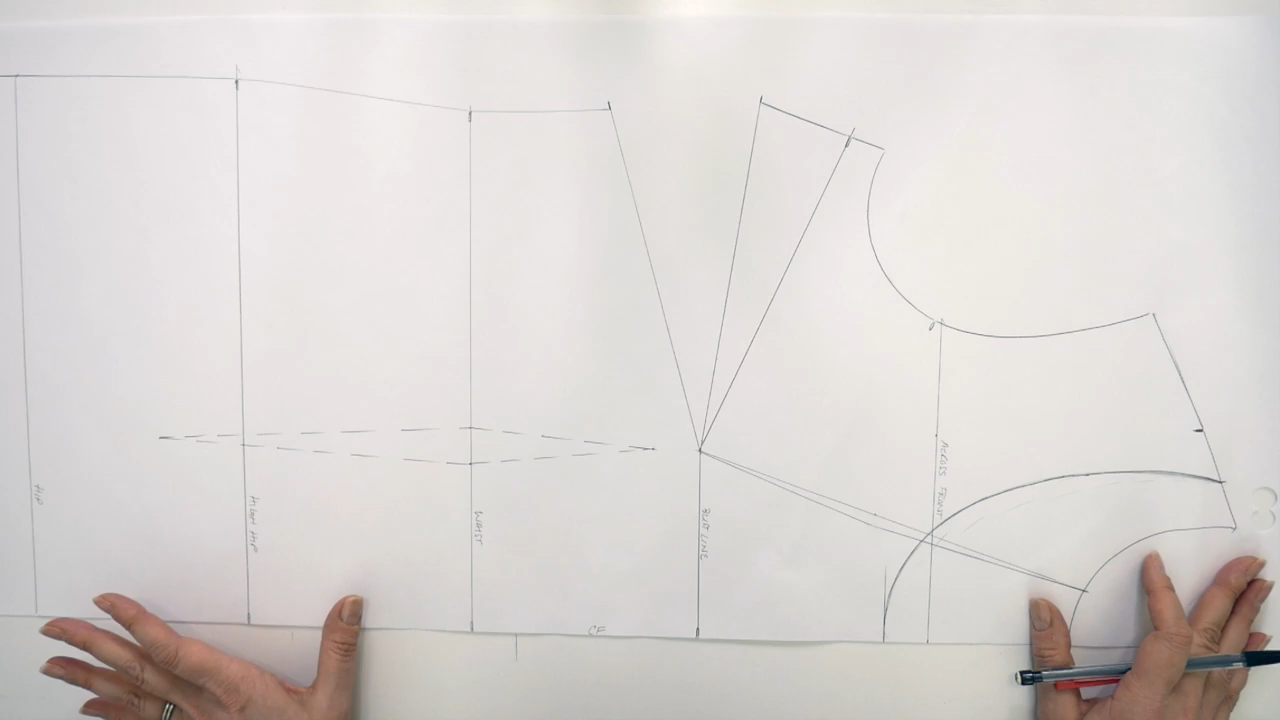 HIP
HIGH HIP
WAIST
BUST LINE
ACROSS FRONT
CF